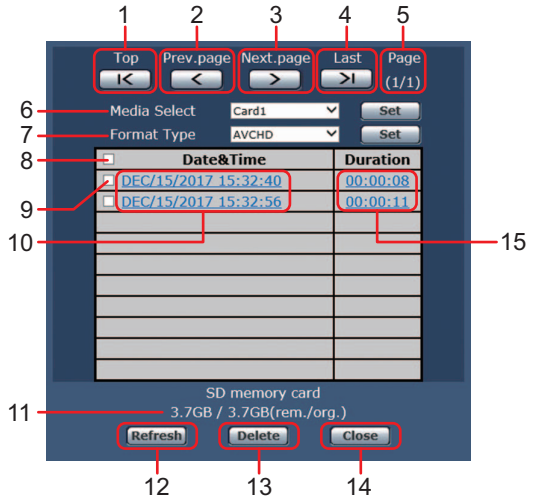 1 2 3 4 5
Top Prev.page Next.page Last Page
(1/1)
6 Media Select Card1 Set
7 Format Type AVCHD Set
8 Date&Time Duration
9 DEC/15/2017 15:32:40 00:00:08
DEC/15/2017 15:32:56 00:00:11
10 15
SD memory card
11 3.7GB / 3.7GB(rem./org.)
Refresh Delete Close
12 13 14